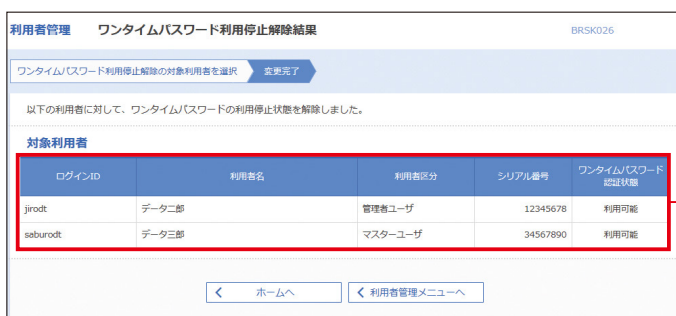 利用者管理 ワンタイムパスワード利用停止解除結果 BRSK026
ワンタイムパスワード利用停止解除の対象利用者を選択 変更完了
以下の利用者に対して、ワンタイムパスワードの利用停止状態を解除しました。
対象利用者
ログインID 利用者名 利用者区分 シリアル番号 ワンタイムパスワード
認証状態
jirodt データ二郎 管理者ユーザ 12345678 利用可能
saburodt データ三郎 マスターユーザ 34567890 利用可能
ホームへ 利用者管理メニューへ